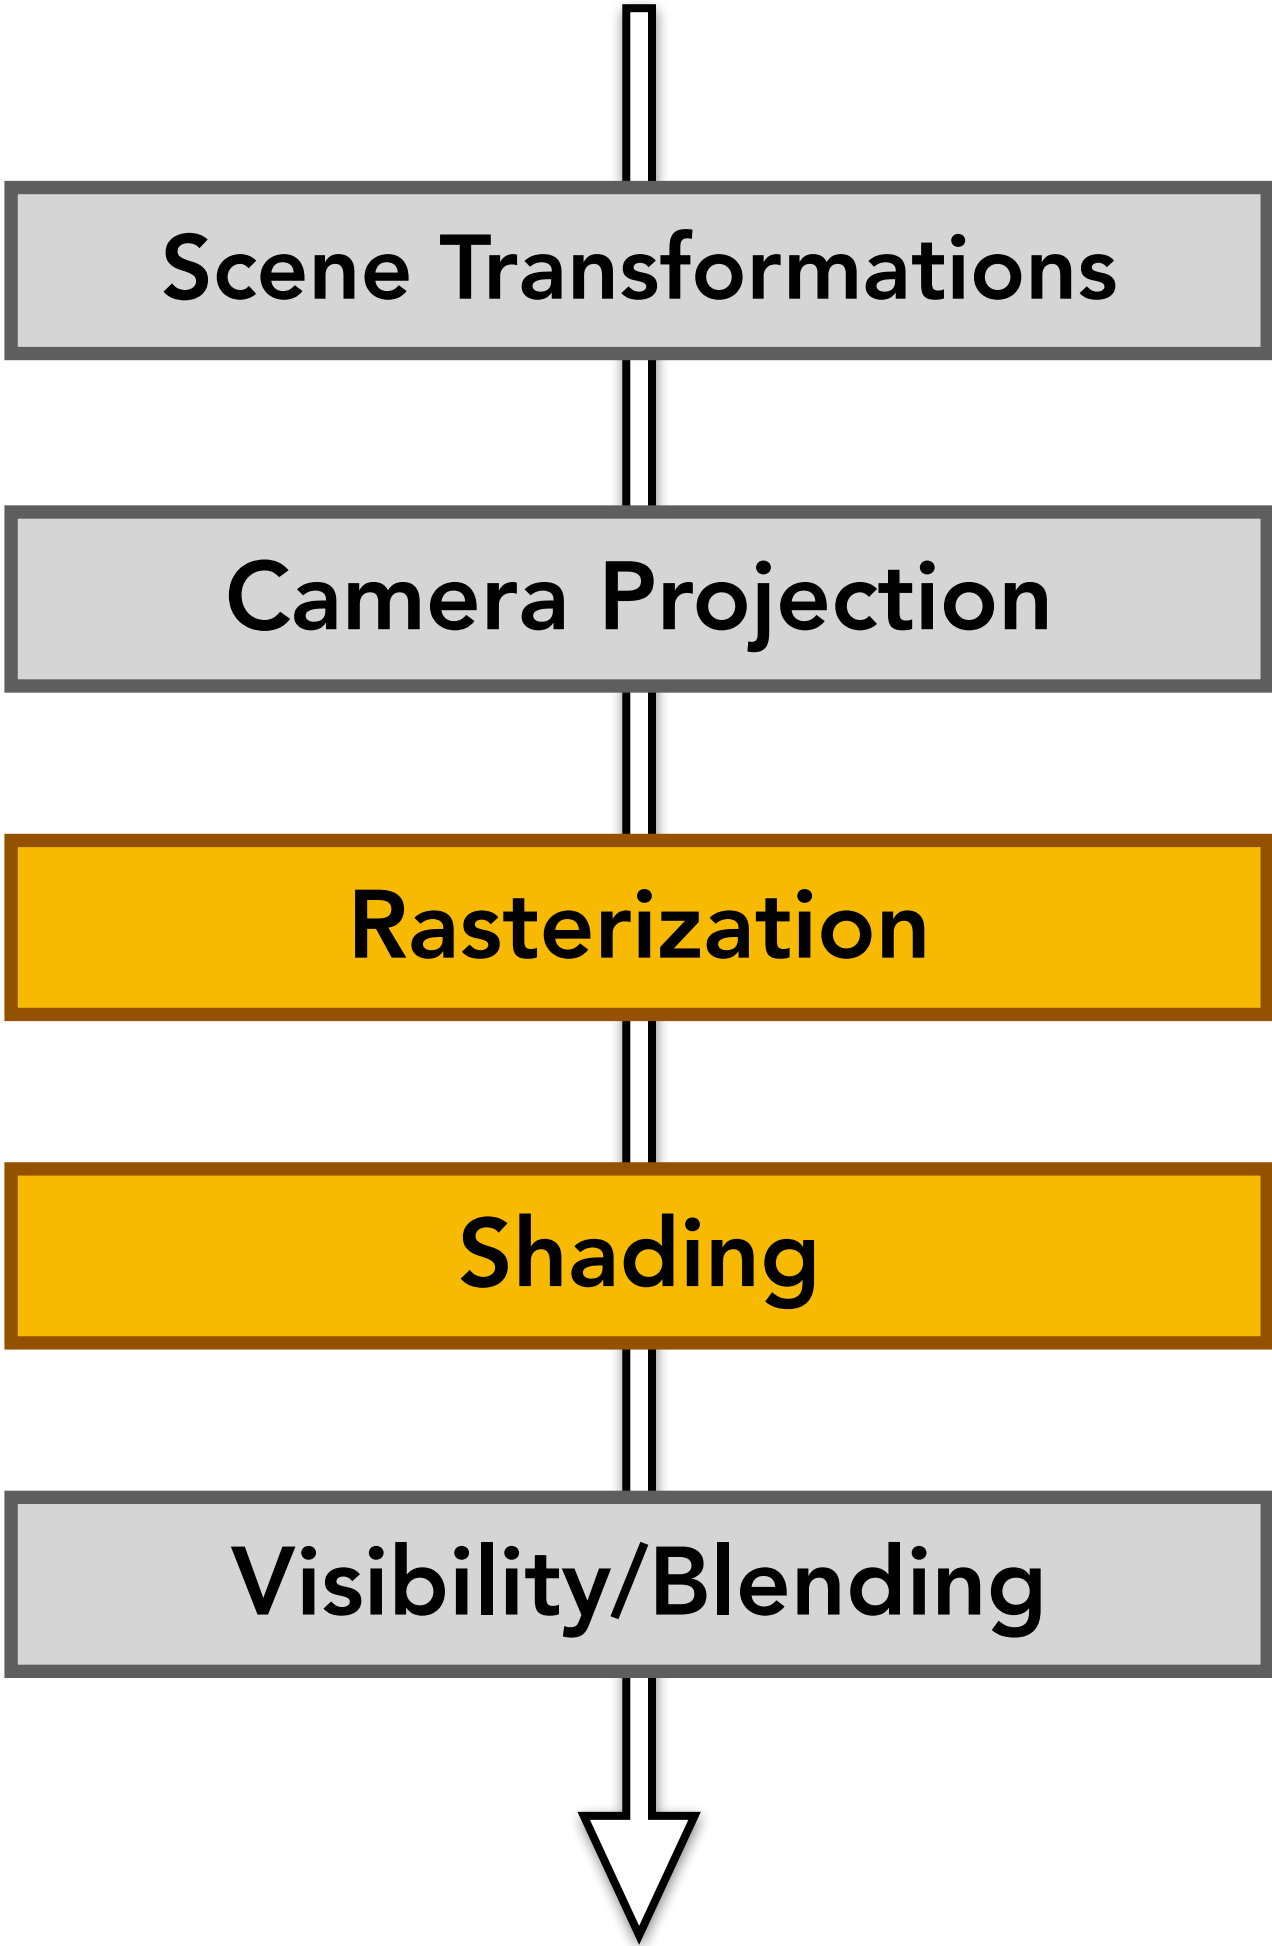 Scene Transformations
Camera Projection
Rasterization
Shading
Visibility/Blending